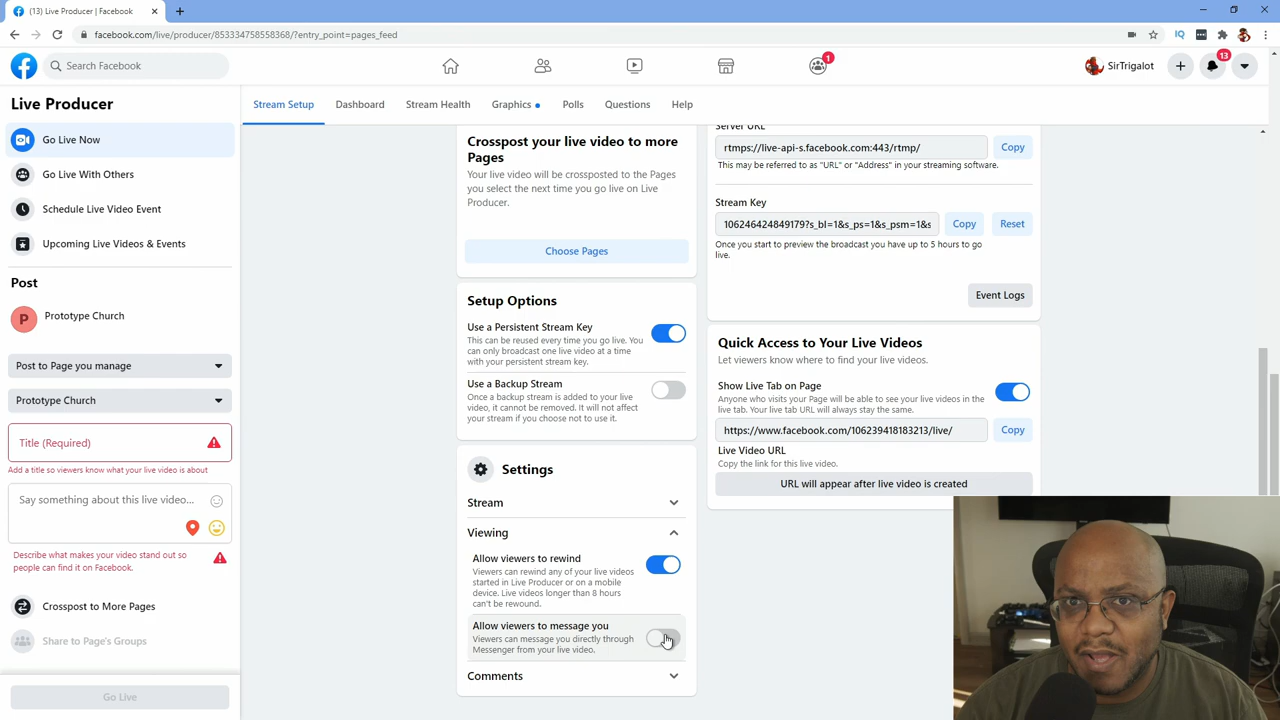 (13) Live Producer | Facebook
facebook.com/live/producer/853334758558368/?entry_point=pages_feed
IQ
Search Facebook
1
SirTrigalot
13
Live Producer
Go Live Now
Go Live With Others
Schedule Live Video Event
Upcoming Live Videos & Events
Post
P
Prototype Church
Post to Page you manage
Prototype Church
Title (Required)
Add a title so viewers know what your live video is about
Say something about this live video...
Describe what makes your video stand out so
people can find it on Facebook.
Crosspost to More Pages
Share to Page's Groups
Go Live
Stream Setup
Dashboard
Stream Health
Graphics
Polls
Questions
Help
Crosspost your live video to more
Pages
Your live video will be crossposted to the Pages
you select the next time you go live on Live
Producer.
Choose Pages
Setup Options
Use a Persistent Stream Key
This can be reused every time you go live. You
can only broadcast one live video at a time
with your persistent stream key.
Use a Backup Stream
Once a backup stream is added to your live
video, it cannot be removed. It will not affect
your stream if you choose not to use it.
Settings
Stream
Viewing
Allow viewers to rewind
Viewers can rewind any of your live videos
started in Live Producer or on a mobile
device. Live videos longer than 8 hours
can't be rewound.
Allow viewers to message you
Viewers can message you directly through
Messenger from your live video.
Comments
Server URL
rtmps://live-api-s.facebook.com:443/rtmp/
Copy
This may be referred to as "URL" or "Address" in your streaming software.
Stream Key
106246424849179?s_bl=1&s_ps=1&s_psm=1&s
Copy
Reset
Once you start to preview the broadcast you have up to 5 hours to go
live.
Event Logs
Quick Access to Your Live Videos
Let viewers know where to find your live videos.
Show Live Tab on Page
Anyone who visits your Page will be able to see your live videos in the
live tab. Your live tab URL will always stay the same.
https://www.facebook.com/106239418183213/live/
Copy
Live Video URL
Copy the link for this live video.
URL will appear after live video is created